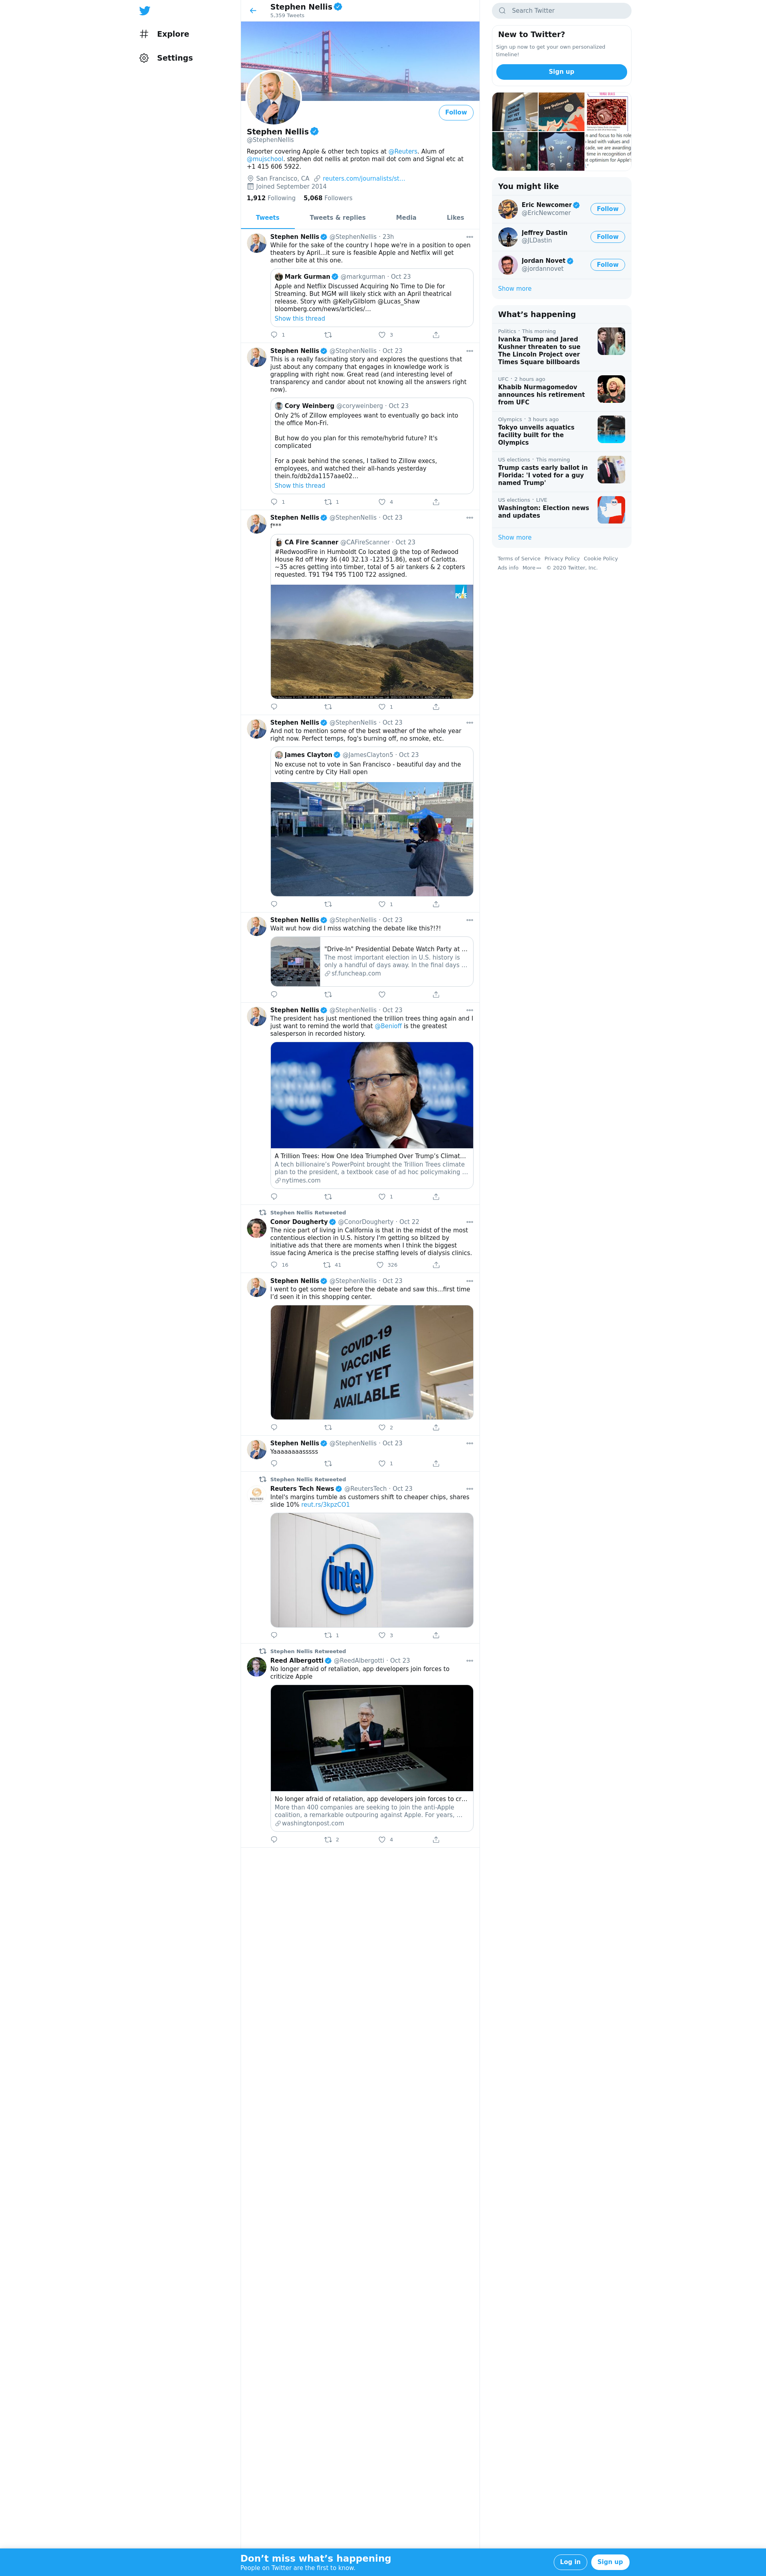 Explore
Settings
Stephen Nellis
5,359 Tweets
Follow
Stephen Nellis
@StephenNellis
Reporter covering Apple & other tech topics at @Reuters. Alum of
@mujschool. stephen dot nellis at proton mail dot com and Signal etc at
+1 415 606 5922.
San Francisco, CA reuters.com/journalists/st…
Joined September 2014
1,912 Following 5,068 Followers
Tweets Tweets & replies Media Likes
Stephen Nellis @StephenNellis · 23h
While for the sake of the country I hope we're in a position to open
theaters by April...it sure is feasible Apple and Netflix will get
another bite at this one.
Mark Gurman @markgurman · Oct 23
Apple and Netflix Discussed Acquiring No Time to Die for
Streaming. But MGM will likely stick with an April theatrical
release. Story with @KellyGilblom @Lucas_Shaw
bloomberg.com/news/articles/…
Show this thread
1 3
Stephen Nellis @StephenNellis · Oct 23
This is a really fascinating story and explores the questions that
just about any company that engages in knowledge work is
grappling with right now. Great read (and interesting level of
transparency and candor about not knowing all the answers right
now).
Cory Weinberg @coryweinberg · Oct 23
Only 2% of Zillow employees want to eventually go back into
the office Mon-Fri.
But how do you plan for this remote/hybrid future? It's
complicated
For a peak behind the scenes, I talked to Zillow execs,
employees, and watched their all-hands yesterday
thein.fo/db2da1157aae02…
Show this thread
1 1 4
Stephen Nellis @StephenNellis · Oct 23
f***
CA Fire Scanner @CAFireScanner · Oct 23
#RedwoodFire in Humboldt Co located @ the top of Redwood
House Rd off Hwy 36 (40 32.13 -123 51.86), east of Carlotta.
~35 acres getting into timber, total of 5 air tankers & 2 copters
requested. T91 T94 T95 T100 T22 assigned.
1
Stephen Nellis @StephenNellis · Oct 23
And not to mention some of the best weather of the whole year
right now. Perfect temps, fog's burning off, no smoke, etc.
James Clayton @JamesClayton5 · Oct 23
No excuse not to vote in San Francisco - beautiful day and the
voting centre by City Hall open
1
Stephen Nellis @StephenNellis · Oct 23
Wait wut how did I miss watching the debate like this?!?!
"Drive-In" Presidential Debate Watch Party at …
The most important election in U.S. history is
only a handful of days away. In the final days …
sf.funcheap.com
Stephen Nellis @StephenNellis · Oct 23
The president has just mentioned the trillion trees thing again and I
just want to remind the world that @Benioff is the greatest
salesperson in recorded history.
A Trillion Trees: How One Idea Triumphed Over Trump's Climat…
A tech billionaire's PowerPoint brought the Trillion Trees climate
plan to the president, a textbook case of ad hoc policymaking …
nytimes.com
1
Stephen Nellis Retweeted
Conor Dougherty @ConorDougherty · Oct 22
The nice part of living in California is that in the midst of the most
contentious election in U.S. history I'm getting so blitzed by
initiative ads that there are moments when I think the biggest
issue facing America is the precise staffing levels of dialysis clinics.
16 41 326
Stephen Nellis @StephenNellis · Oct 23
I went to get some beer before the debate and saw this...first time
I'd seen it in this shopping center.
COVID-19
VACCINE
NOT YET
AVAILABLE
2
Stephen Nellis @StephenNellis · Oct 23
Yaaaaaaaasssss
1
Stephen Nellis Retweeted
Reuters Tech News @ReutersTech · Oct 23
Intel's margins tumble as customers shift to cheaper chips, shares
slide 10% reut.rs/3kpzCO1
intel
1 3
Stephen Nellis Retweeted
Reed Albergotti @ReedAlbergotti · Oct 23
No longer afraid of retaliation, app developers join forces to
criticize Apple
No longer afraid of retaliation, app developers join forces to cr…
More than 400 companies are seeking to join the anti-Apple
coalition, a remarkable outpouring against Apple. For years, …
washingtonpost.com
2 4
Search Twitter
New to Twitter?
Sign up now to get your own personalized
timeline!
Sign up
You might like
Eric Newcomer
@EricNewcomer
Follow
Jeffrey Dastin
@JLDastin
Follow
Jordan Novet
@jordannovet
Follow
Show more
What's happening
Politics · This morning
Ivanka Trump and Jared
Kushner threaten to sue
The Lincoln Project over
Times Square billboards
UFC · 2 hours ago
Khabib Nurmagomedov
announces his retirement
from UFC
Olympics · 3 hours ago
Tokyo unveils aquatics
facility built for the
Olympics
US elections · This morning
Trump casts early ballot in
Florida: 'I voted for a guy
named Trump'
US elections · LIVE
Washington: Election news
and updates
Show more
Terms of Service Privacy Policy Cookie Policy
Ads info More © 2020 Twitter, Inc.
Don't miss what's happening
People on Twitter are the first to know.
Log in Sign up